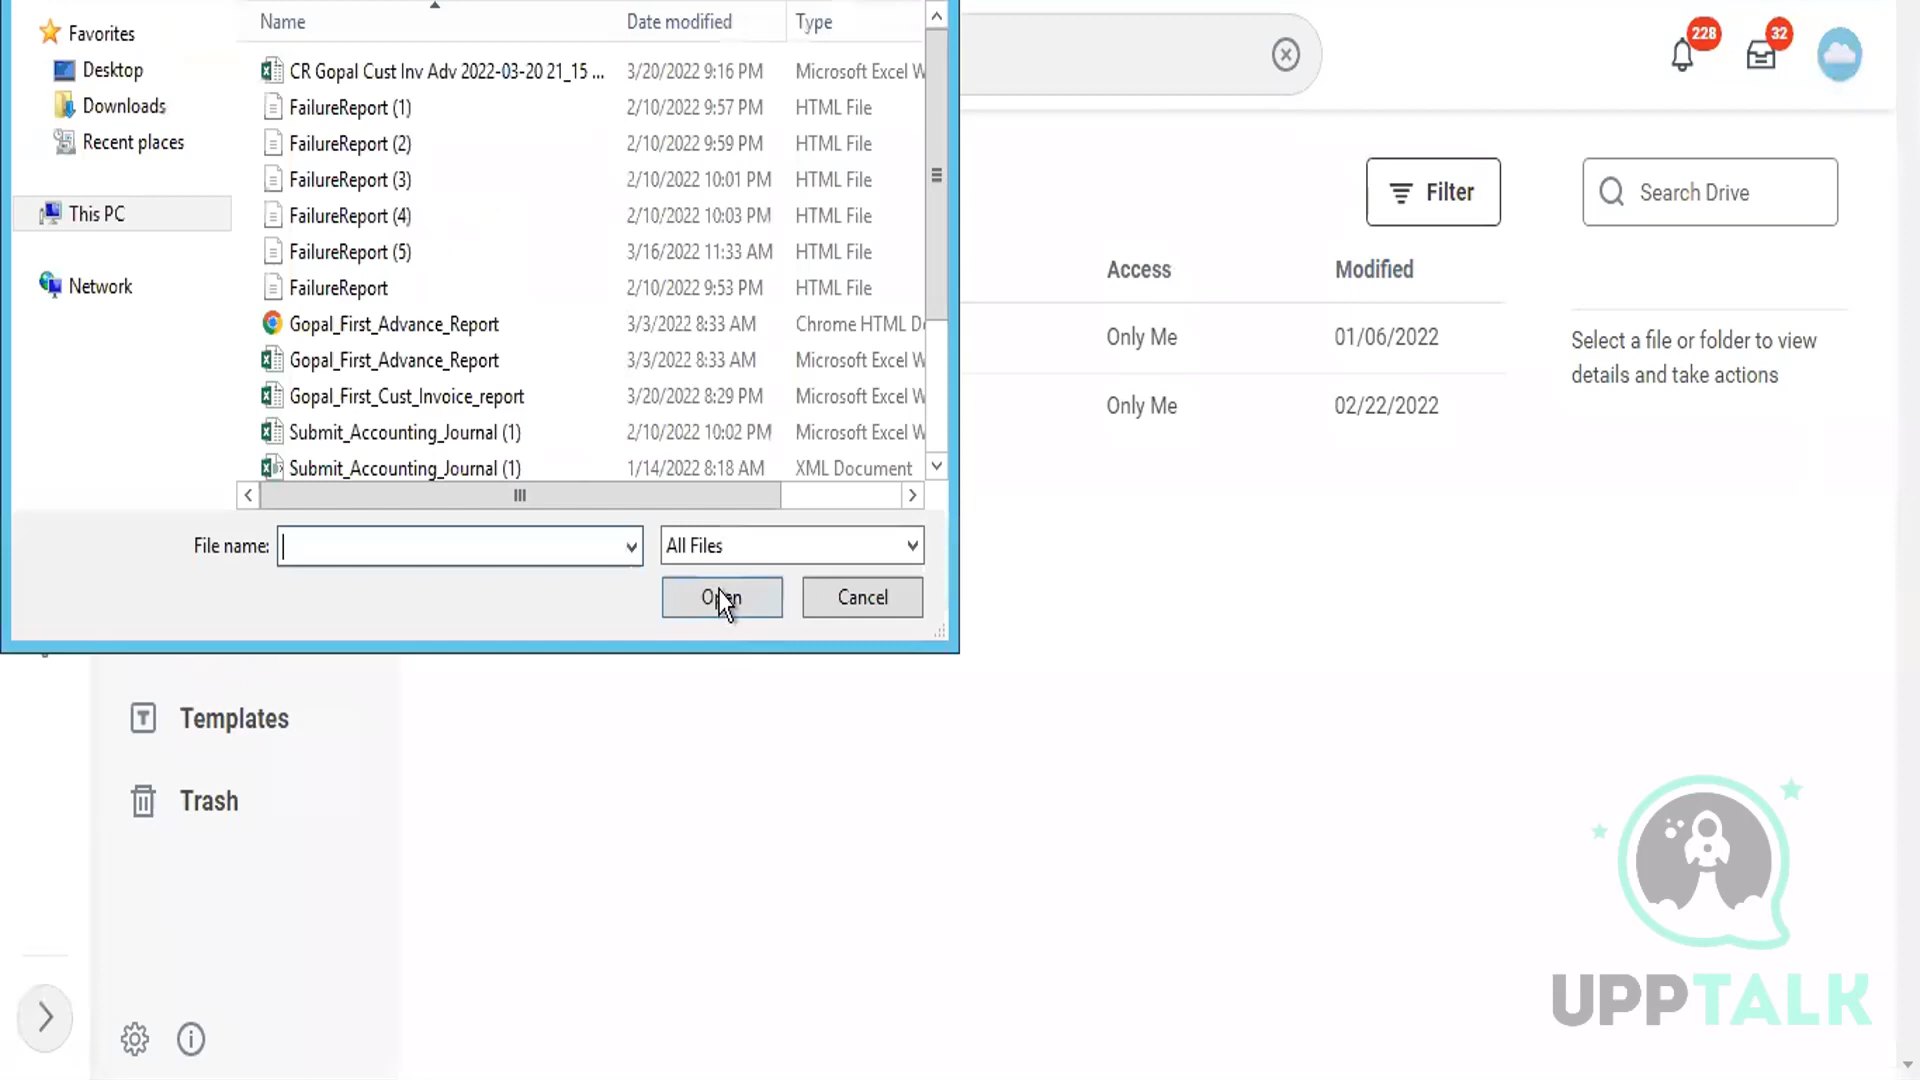 Name Date modified Type
Favorites
Desktop
Downloads
Recent places
This PC
Network
CR Gopal Cust Inv Adv 2022-03-20 21_15 ... 3/20/2022 9:16 PM Microsoft Excel W
FailureReport (1) 2/10/2022 9:57 PM HTML File
FailureReport (2) 2/10/2022 9:59 PM HTML File
FailureReport (3) 2/10/2022 10:01 PM HTML File
FailureReport (4) 2/10/2022 10:03 PM HTML File
FailureReport (5) 3/16/2022 11:33 AM HTML File
FailureReport 2/10/2022 9:53 PM HTML File
Gopal_First_Advance_Report 3/3/2022 8:33 AM Chrome HTML D
Gopal_First_Advance_Report 3/3/2022 8:33 AM Microsoft Excel W
Gopal_First_Cust_Invoice_report 3/20/2022 8:29 PM Microsoft Excel W
Submit_Accounting_Journal (1) 2/10/2022 10:02 PM Microsoft Excel W
Submit_Accounting_Journal (1) 1/14/2022 8:18 AM XML Document
File name: All Files
Open Cancel
228 32
Filter Search Drive
Access Modified
Only Me 01/06/2022
Only Me 02/22/2022
Select a file or folder to view
details and take actions
Templates
Trash
UPPTALK